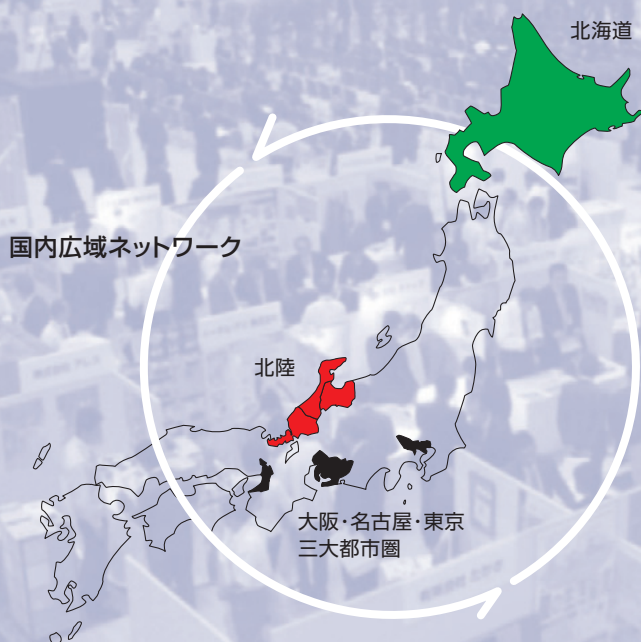 北海道
国内広域ネットワーク
北陸
大阪・名古屋・東京
三大都市圏